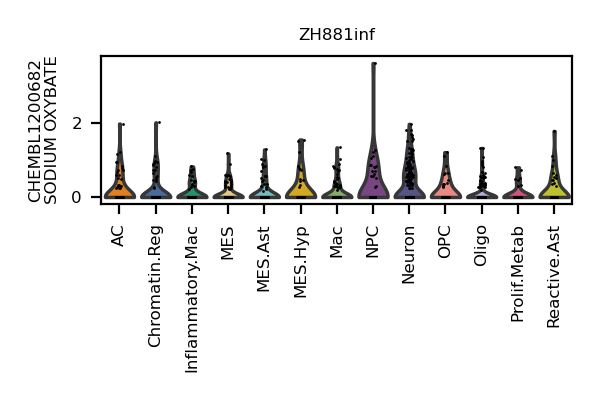 ZH881inf
CHEMBL1200682
SODIUM OXYBATE
2
0
AC
Chromatin.Reg
Inflammatory.Mac
MES
MES.Ast
MES.Hyp
Mac
NPC
Neuron
OPC
Oligo
Prolif.Metab
Reactive.Ast